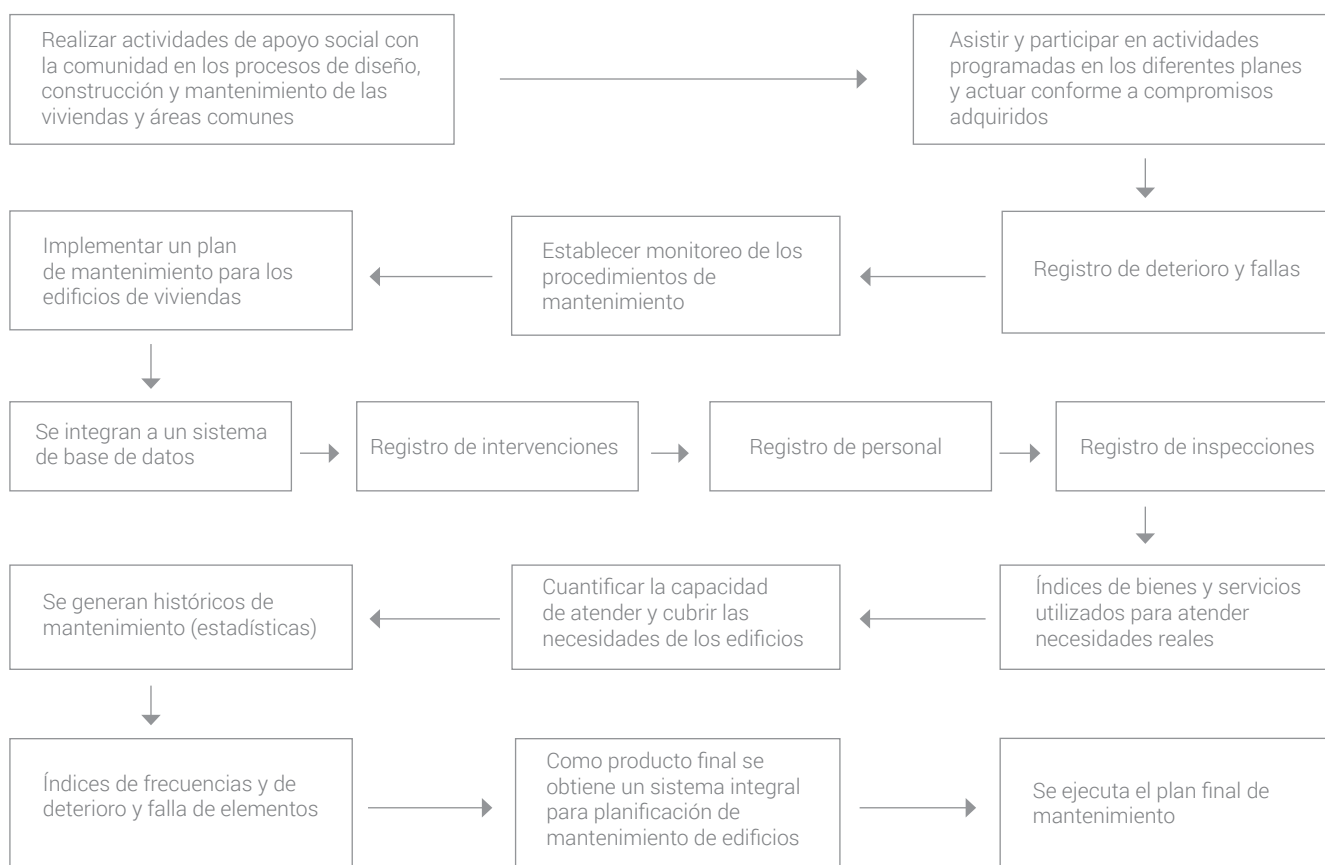 Realizar actividades de apoyo social con
la comunidad en los procesos de diseño,
construcción y mantenimiento de las
viviendas y áreas comunes
Asistir y participar en actividades
programadas en los diferentes planes
y actuar conforme a compromisos
adquiridos
Registro de deterioro y fallas
Establecer monitoreo de los
procedimientos de
mantenimiento
Implementar un plan
de mantenimiento para los
edificios de viviendas
Se integran a un sistema
de base de datos
Registro de intervenciones
Registro de personal
Registro de inspecciones
Índices de bienes y servicios
utilizados para atender
necesidades reales
Cuantificar la capacidad
de atender y cubrir las
necesidades de los edificios
Se generan históricos de
mantenimiento (estadísticas)
Índices de frecuencias y de
deterioro y falla de elementos
Como producto final se
obtiene un sistema integral
para planificación de
mantenimiento de edificios
Se ejecuta el plan final de
mantenimiento